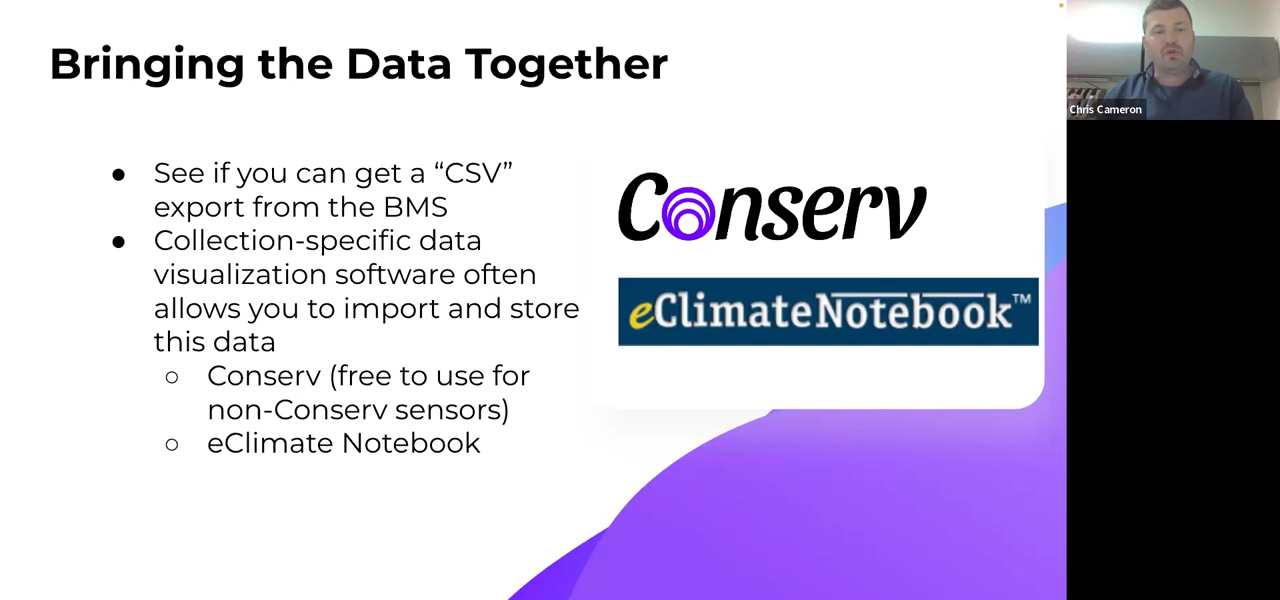 Bringing the Data Together
● See if you can get a “CSV”
export from the BMS
● Collection-specific data
visualization software often
allows you to import and store
this data
○ Conserv (free to use for
non-Conserv sensors)
○ eClimate Notebook
Conserv
eClimateNotebook™
Chris Cameron